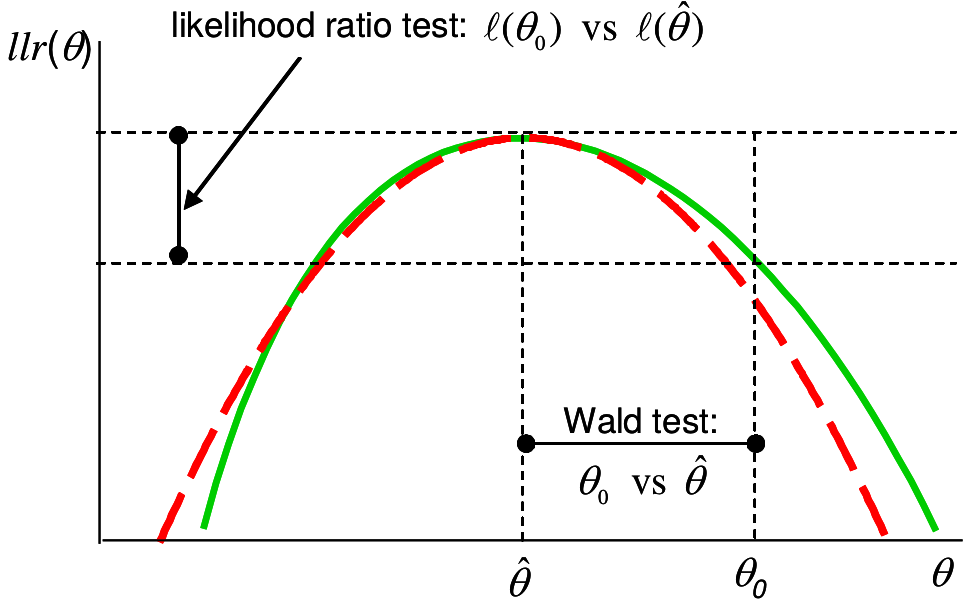 likelihood ratio test: ℓ(θ₀) vs ℓ(θ̂)
llr(θ)
Wald test:
θ₀ vs θ̂
θ̂ θ₀ θ